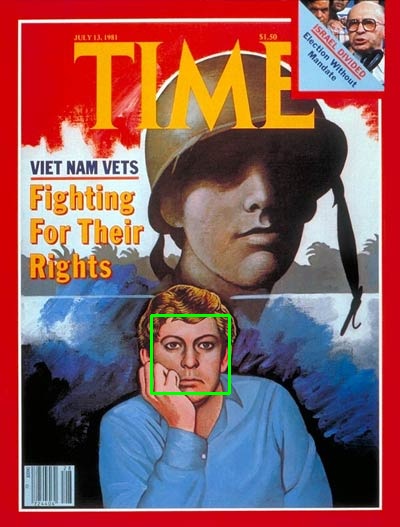 JULY 13, 1981
$1.50
TIME
ISRAEL DIVIDED
Election Without
Mandate
VIET NAM VETS
Fighting
For Their
Rights